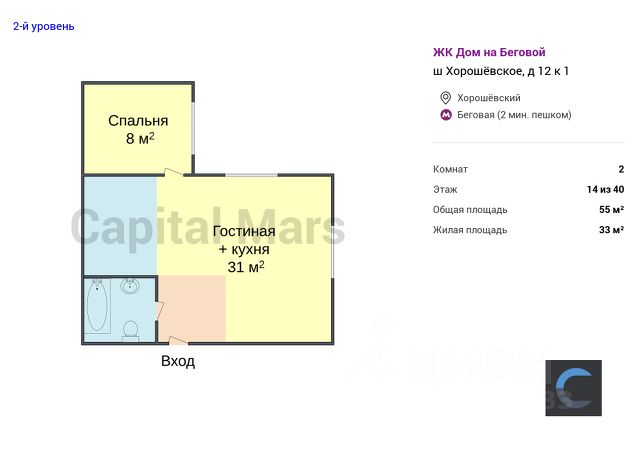 2-й уровень
ЖК Дом на Беговой
ш Хорошёвское, д 12 к 1
Хорошёвский
М Беговая (2 мин. пешком)
Комнат 2
Этаж 14 из 40
Общая площадь 55 м²
Жилая площадь 33 м²
Спальня
8 м²
Capital Mars
Гостиная
+ кухня
31 м²
Вход
циан